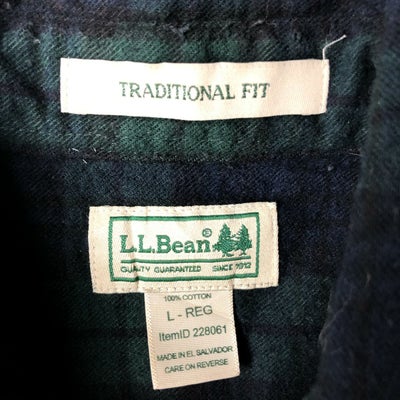 TRADITIONAL FIT
L.L.Bean®
QUALITY GUARANTEED SINCE 1912
100% COTTON
L - REG
ItemID 228061
MADE IN EL SALVADOR
CARE ON REVERSE